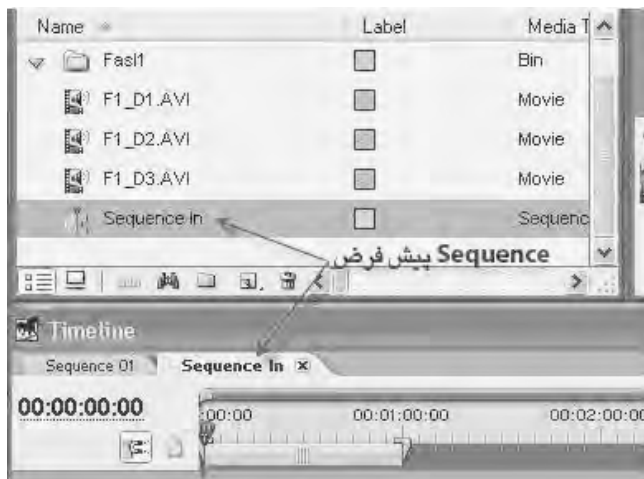 Name Label Media T
Fasl1 Bin
F1_D1.AVI Movie
F1_D2.AVI Movie
F1_D3.AVI Movie
Sequence In Sequenc
Sequence پیش فرض
Timeline
Sequence 01 Sequence In
00:00:00:00 :00:00 00:01:00:00 00:02:00:00